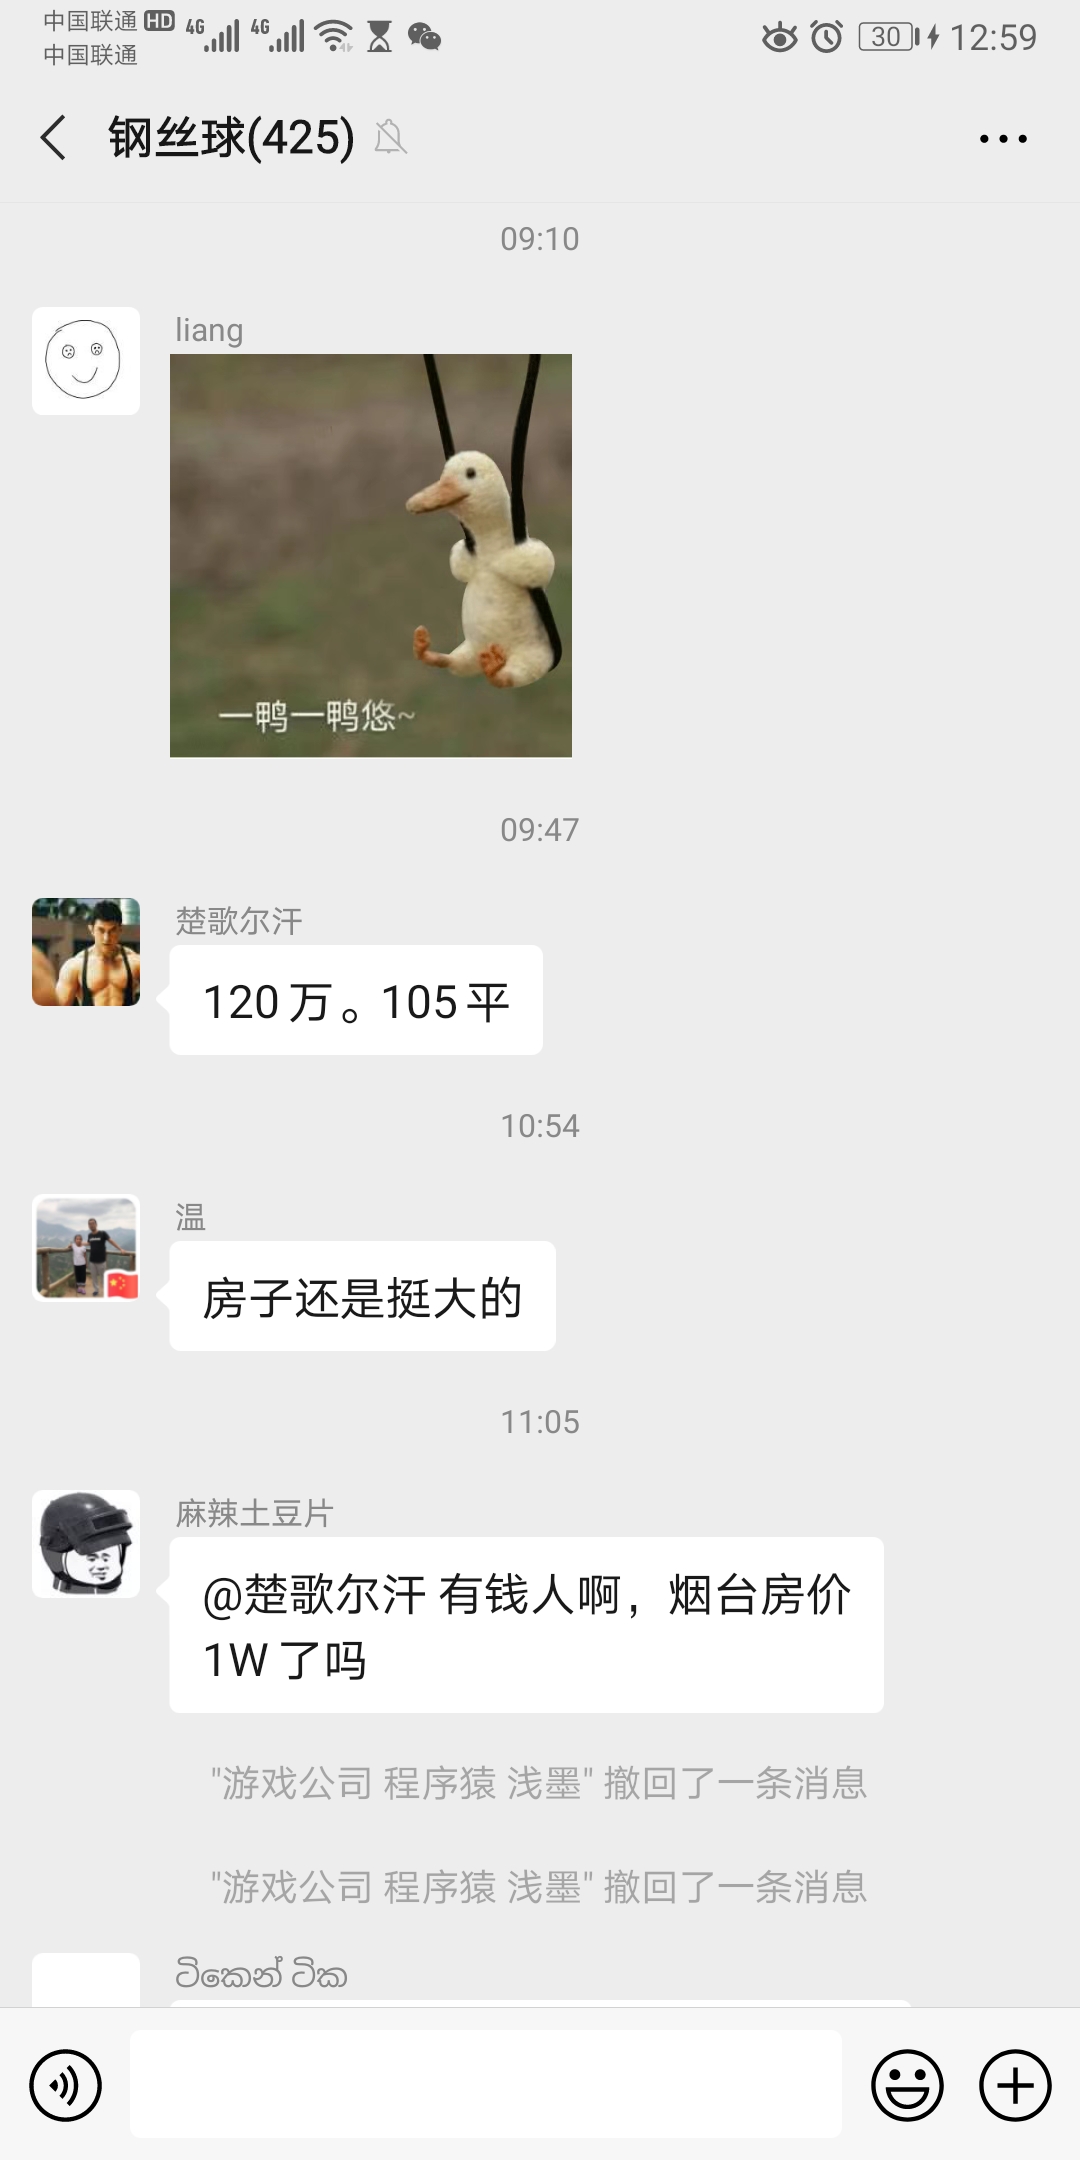 中国联通 HD 4G 4G 30 12:59
中国联通
钢丝球(425)
09:10
liang
一鸭一鸭悠~
09:47
楚歌尔汗
120万。105平
10:54
温
房子还是挺大的
11:05
麻辣土豆片
@楚歌尔汗 有钱人啊，烟台房价
1W了吗
"游戏公司 程序猿 浅墨" 撤回了一条消息
"游戏公司 程序猿 浅墨" 撤回了一条消息
ටිකෙන් ටික